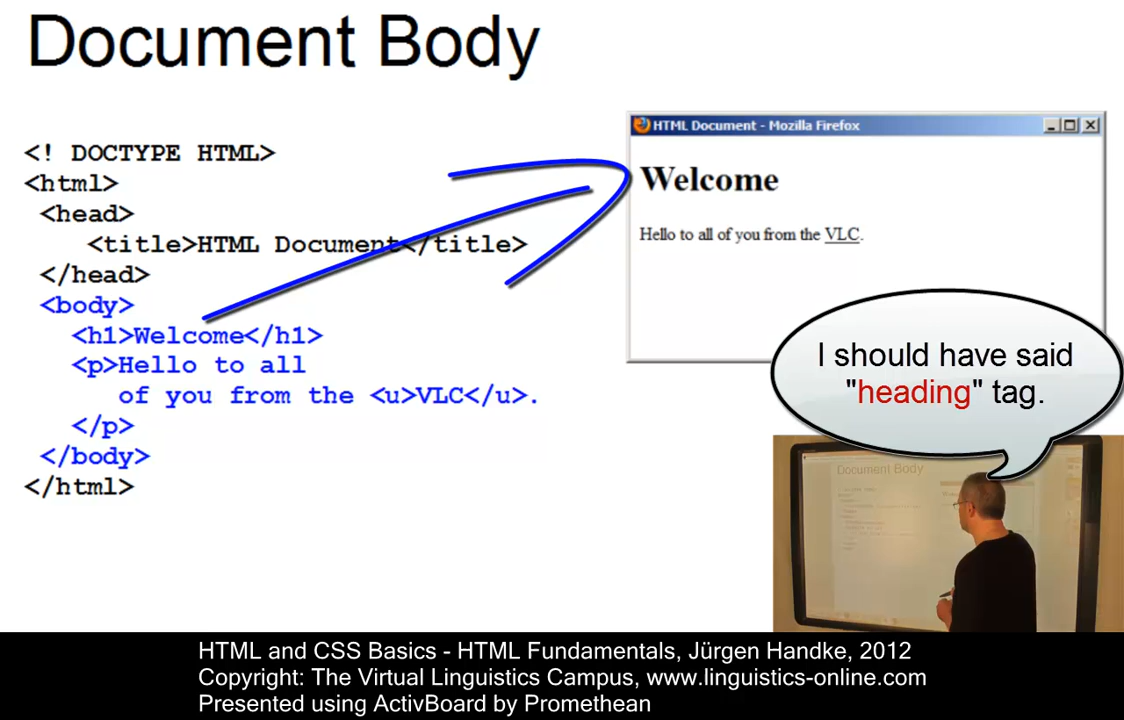 Document Body
<! DOCTYPE HTML>
<html>
<head>
<title>HTML Document</title>
</head>
<body>
<h1>Welcome</h1>
<p>Hello to all
of you from the <u>VLC</u>.
</p>
</body>
</html>
HTML Document - Mozilla Firefox
Welcome
Hello to all of you from the VLC.
I should have said
"heading" tag.
Document Body
HTML and CSS Basics - HTML Fundamentals, Jürgen Handke, 2012
Copyright: The Virtual Linguistics Campus, www.linguistics-online.com
Presented using ActivBoard by Promethean